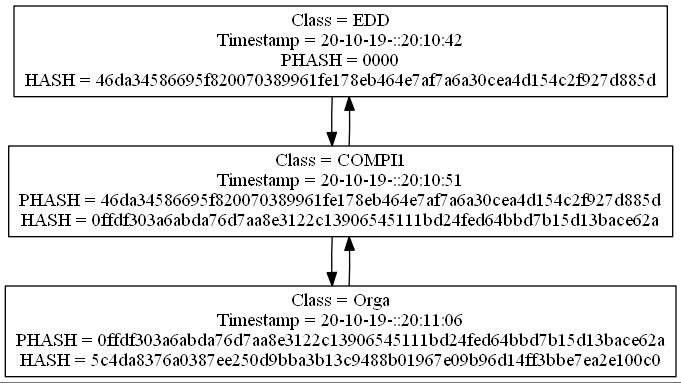 Class = EDD
Timestamp = 20-10-19-::20:10:42
PHASH = 0000
HASH = 46da34586695f820070389961fe178eb464e7af7a6a30cea4d154c2f927d885d
Class = COMPI1
Timestamp = 20-10-19-::20:10:51
PHASH = 46da34586695f820070389961fe178eb464e7af7a6a30cea4d154c2f927d885d
HASH = 0ffdf303a6abda76d7aa8e3122c13906545111bd24fed64bbd7b15d13bace62a
Class = Orga
Timestamp = 20-10-19-::20:11:06
PHASH = 0ffdf303a6abda76d7aa8e3122c13906545111bd24fed64bbd7b15d13bace62a
HASH = 5c4da8376a0387ee250d9bba3b13c9488b01967e09b96d14ff3bbe7ea2e100c0